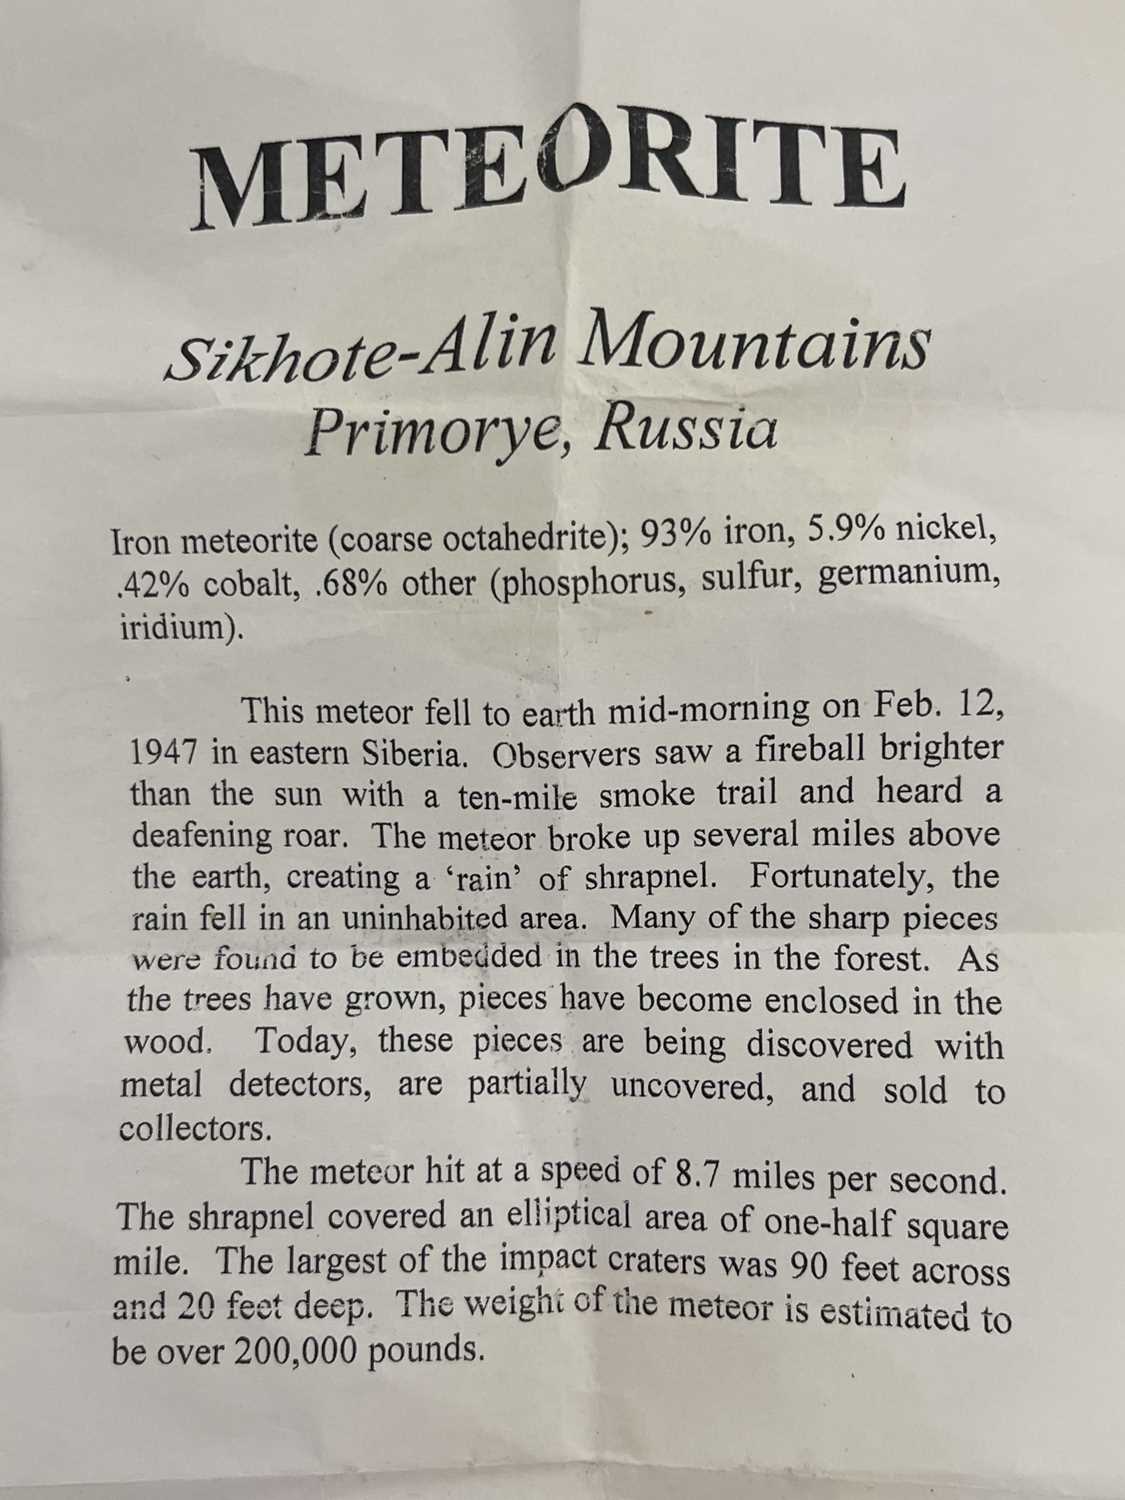 METEORITE
Sikhote-Alin Mountains
Primorye, Russia
Iron meteorite (coarse octahedrite); 93% iron, 5.9% nickel,
.42% cobalt, .68% other (phosphorus, sulfur, germanium,
iridium).
This meteor fell to earth mid-morning on Feb. 12,
1947 in eastern Siberia. Observers saw a fireball brighter
than the sun with a ten-mile smoke trail and heard a
deafening roar. The meteor broke up several miles above
the earth, creating a ‘rain’ of shrapnel. Fortunately, the
rain fell in an uninhabited area. Many of the sharp pieces
were found to be embedded in the trees in the forest. As
the trees have grown, pieces have become enclosed in the
wood. Today, these pieces are being discovered with
metal detectors, are partially uncovered, and sold to
collectors.
The meteor hit at a speed of 8.7 miles per second.
The shrapnel covered an elliptical area of one-half square
mile. The largest of the impact craters was 90 feet across
and 20 feet deep. The weight of the meteor is estimated to
be over 200,000 pounds.